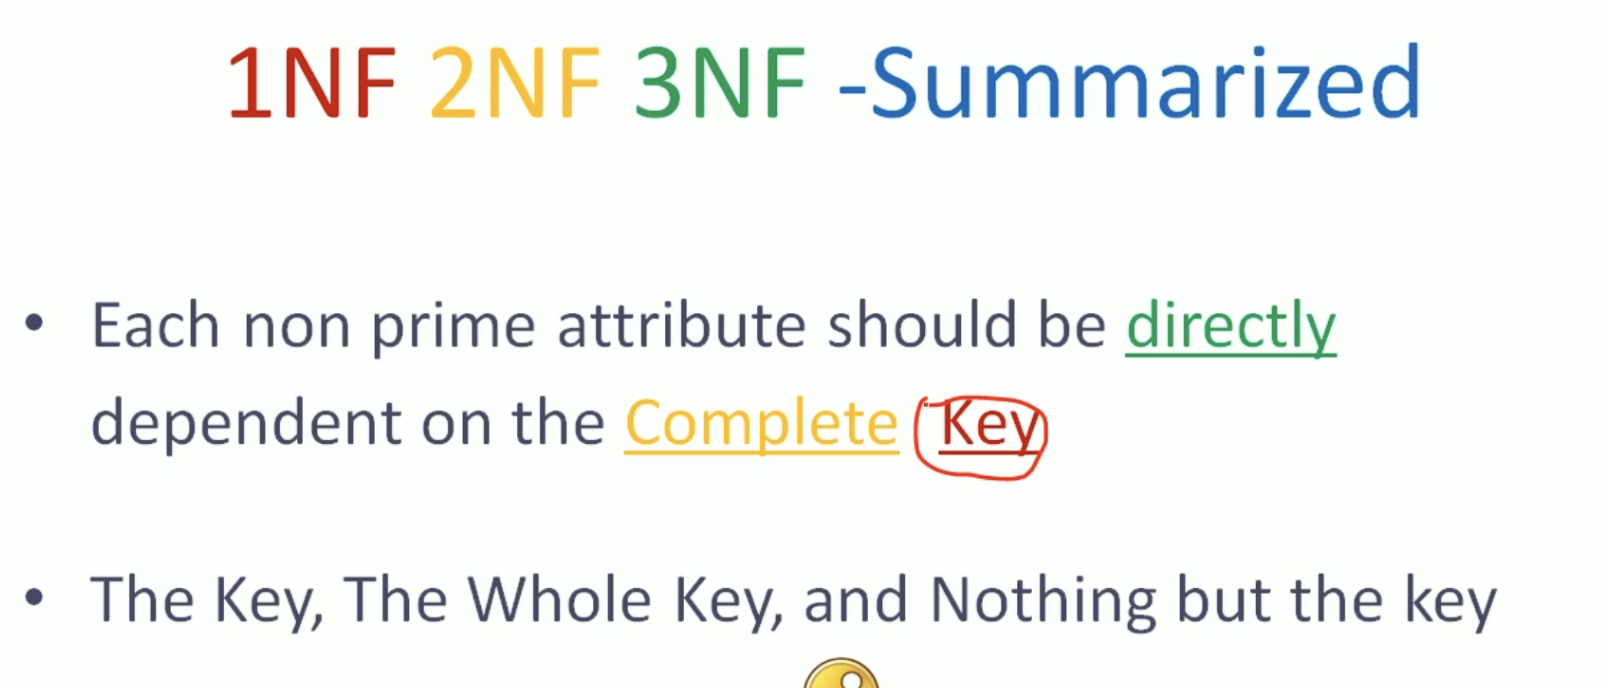 1NF 2NF 3NF -Summarized
• Each non prime attribute should be directly
dependent on the Complete Key
• The Key, The Whole Key, and Nothing but the key